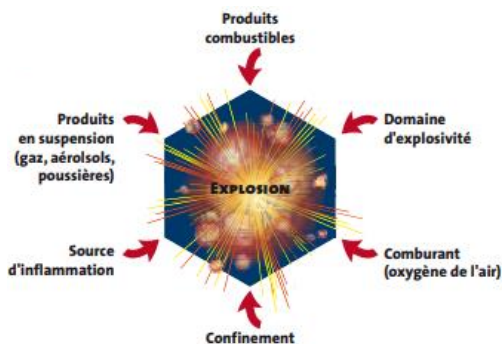 Produits
combustibles
Produits
en suspension
(gaz, aérolsols,
poussières)
Domaine
d'explosivité
EXPLOSION
Source
d'inflammation
Comburant
(oxygène de l'air)
Confinement